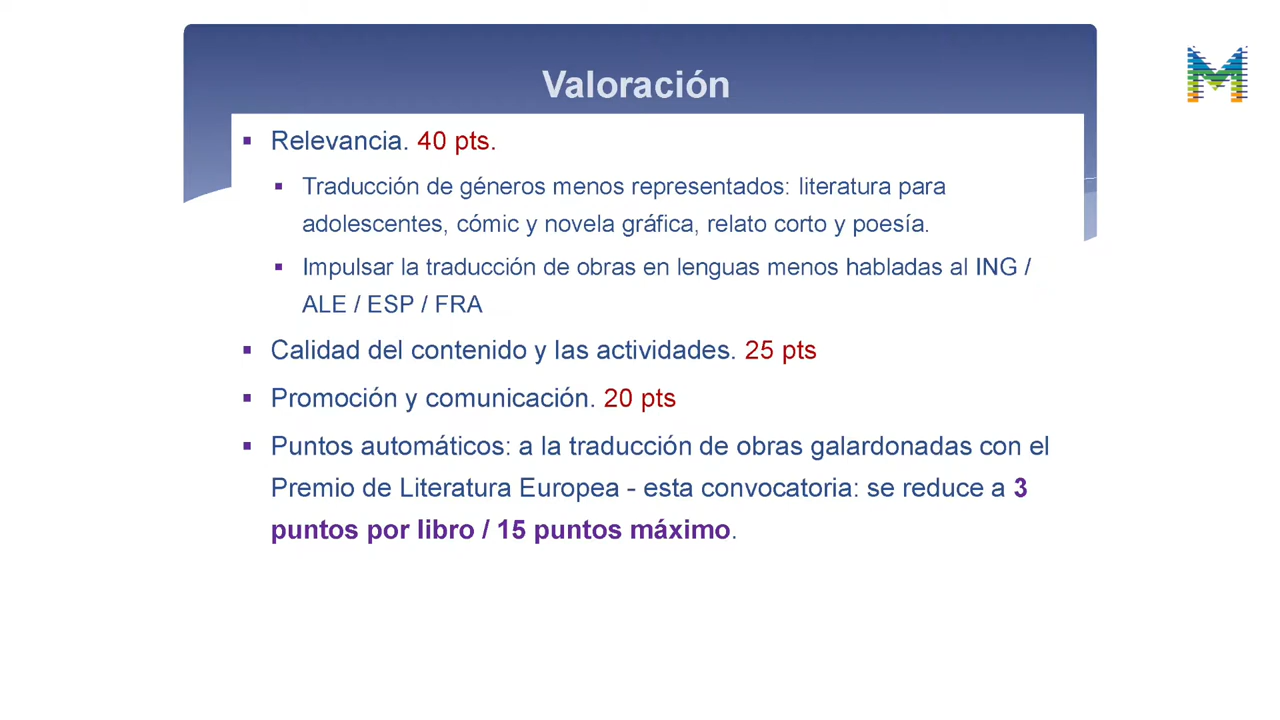 Valoración
Relevancia. 40 pts.
Traducción de géneros menos representados: literatura para
adolescentes, cómic y novela gráfica, relato corto y poesía.
Impulsar la traducción de obras en lenguas menos habladas al ING /
ALE / ESP / FRA
Calidad del contenido y las actividades. 25 pts
Promoción y comunicación. 20 pts
Puntos automáticos: a la traducción de obras galardonadas con el
Premio de Literatura Europea - esta convocatoria: se reduce a 3
puntos por libro / 15 puntos máximo.